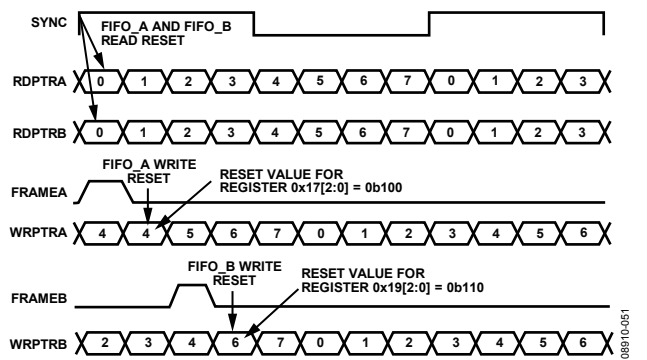 SYNC
FIFO_A AND FIFO_B
READ RESET
RDPTRA 0 1 2 3 4 5 6 7 0 1 2 3
RDPTRB 0 1 2 3 4 5 6 7 0 1 2 3
FIFO_A WRITE
RESET
RESET VALUE FOR
REGISTER 0x17[2:0] = 0b100
FRAMEA
WRPTRA 4 4 5 6 7 0 1 2 3 4 5 6
FIFO_B WRITE
RESET
RESET VALUE FOR
REGISTER 0x19[2:0] = 0b110
FRAMEB
WRPTRB 2 3 4 6 7 0 1 2 3 4 5 6
08910-051